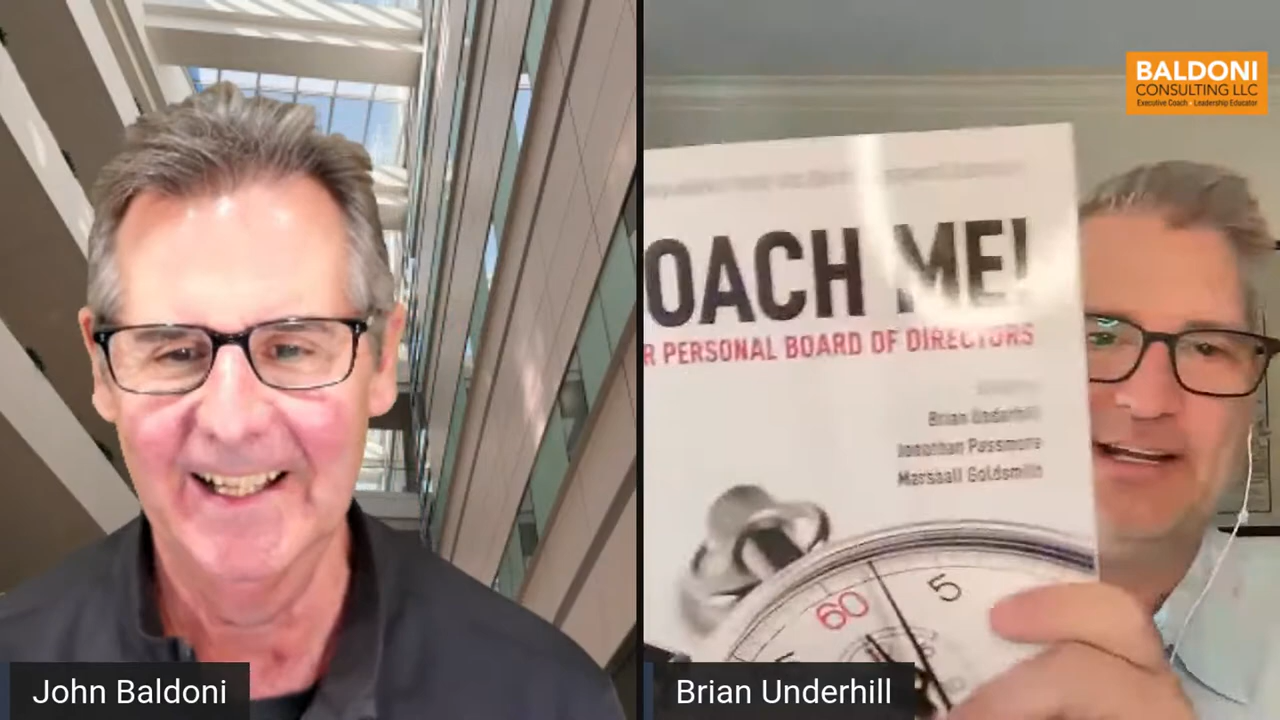 BALDONI
CONSULTING LLC
Executive Coach • Leadership Educator
OACH ME!
R PERSONAL BOARD OF DIRECTORS
Brian Underhill
Jonathan Passmore
Marshall Goldsmith
60
5
5
John Baldoni
Brian Underhill